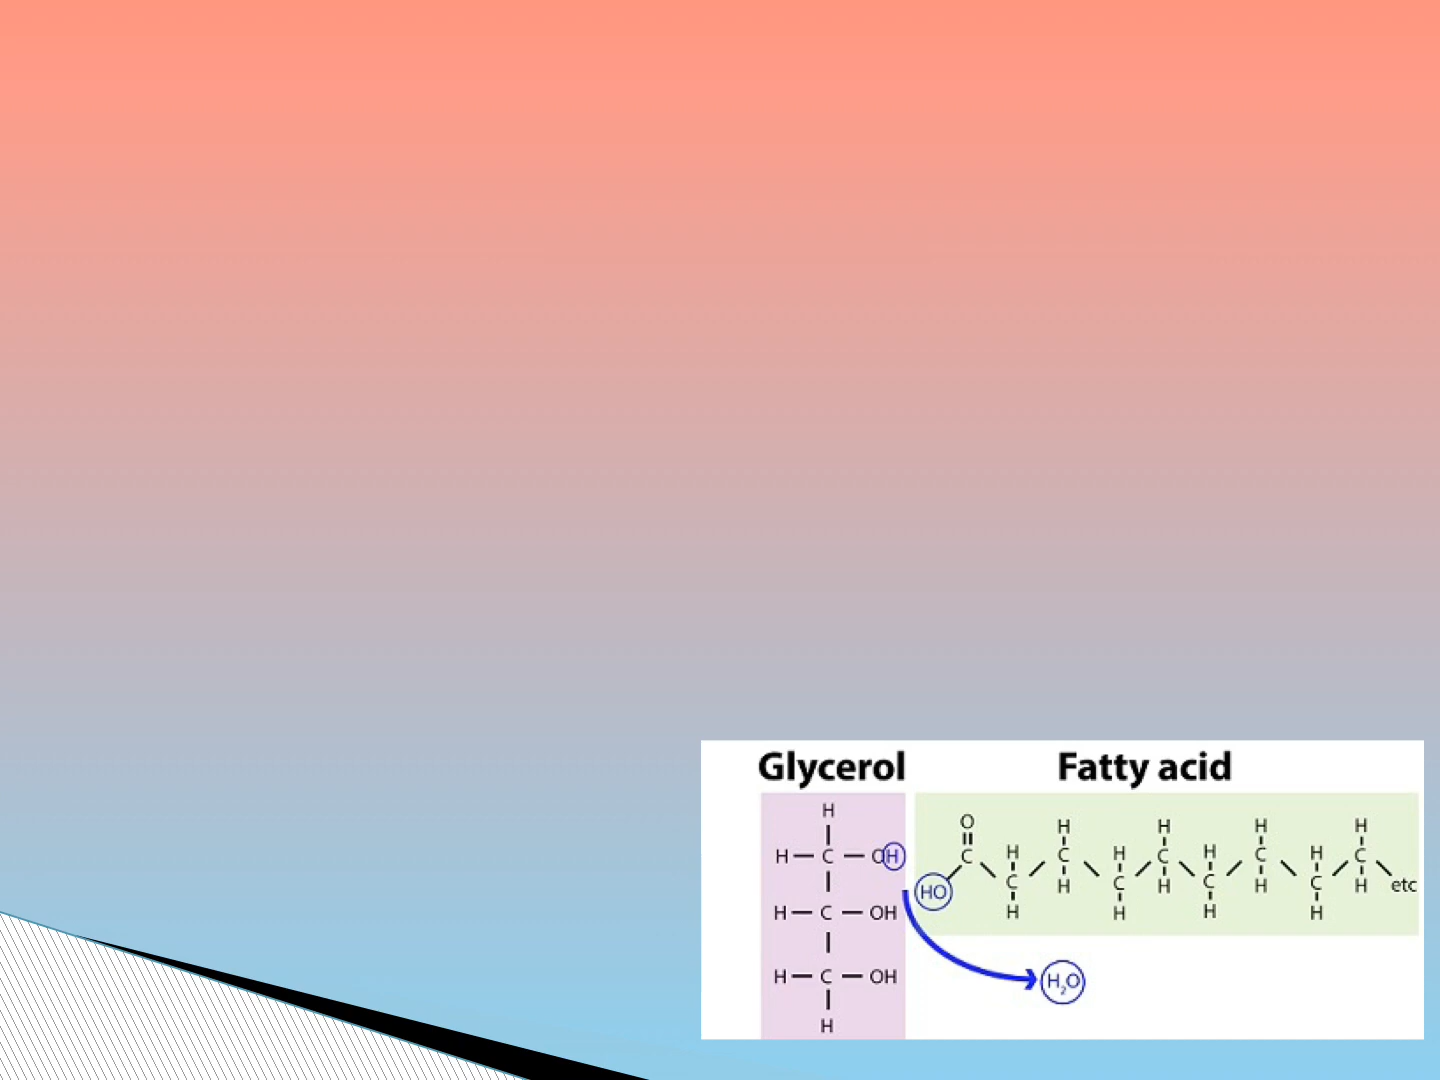 Glycerol Fatty acid
H
O H H H H
H C OH C H C H C H C H C etc
HO C H C H C H C H
H H H H
H C OH
H C OH H₂O
H